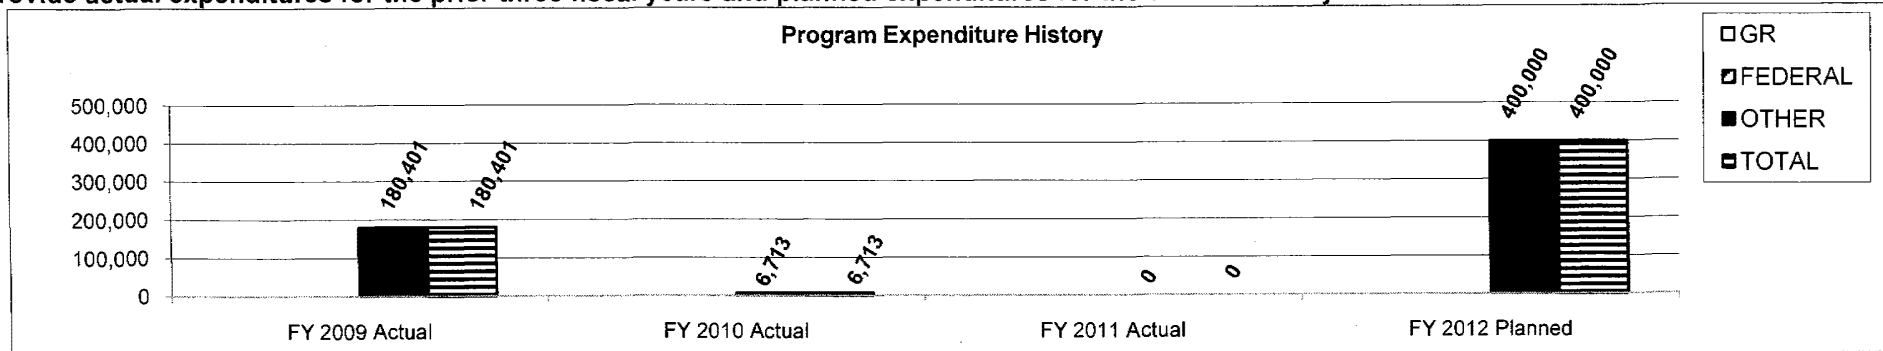 Program Expenditure History
GR
FEDERAL
OTHER
TOTAL
500,000
400,000
300,000
200,000
100,000
0
180,401
180,401
6,713
6,713
0
0
400,000
400,000
FY 2009 Actual
FY 2010 Actual
FY 2011 Actual
FY 2012 Planned